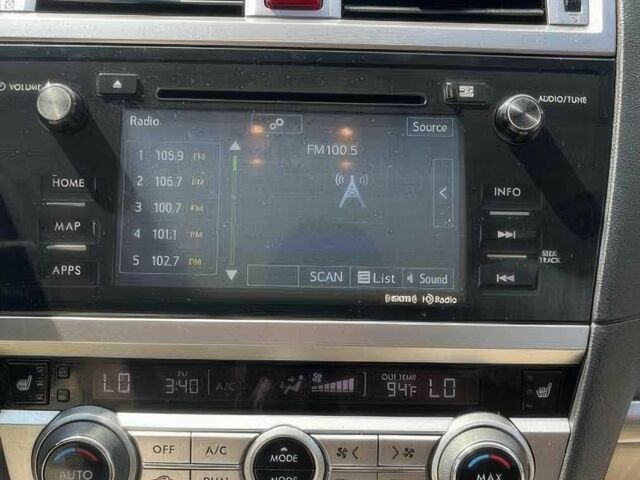 VOLUME
AUDIO/TUNE
Radio
Source
FM100.5
1 105.9 FM
2 106.7 FM
3 100.7 FM
4 101.1 FM
5 102.7 FM
HOME
MAP
APPS
INFO
SEEK
TRACK
SCAN List Sound
HD Radio
LO
PM
3:40
A/C
OUT TEMP
94°F
LO
OFF
A/C
MODE
AUTO
MAX